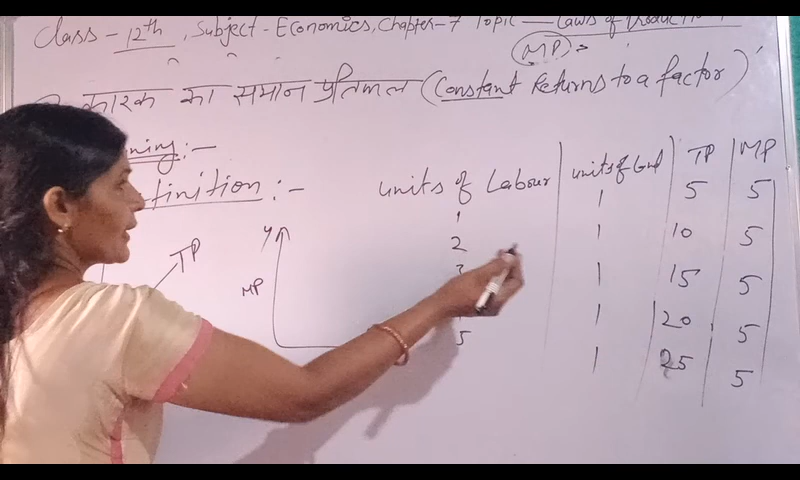 Class - 12th, Subject - Economics, Chapter-7 Topic — Laws of Production
(MP)
कारक का समान प्रतिफल (Constant Returns to a factor)
:-
:-
units of Labour | units of | TP | MP
1 1 5 5
2 1 10 5
1 15 5
1 20 5
5 1 25 5
TP
y
MP